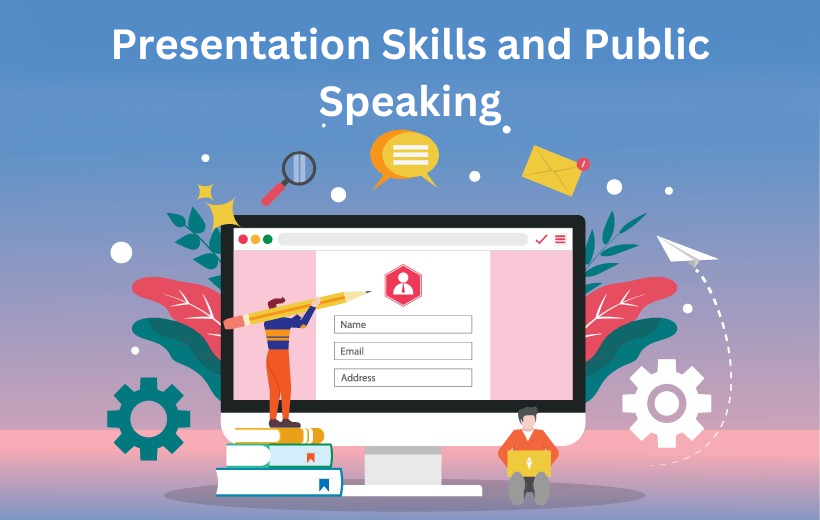 Presentation Skills and Public
Speaking
Name
Email
Address